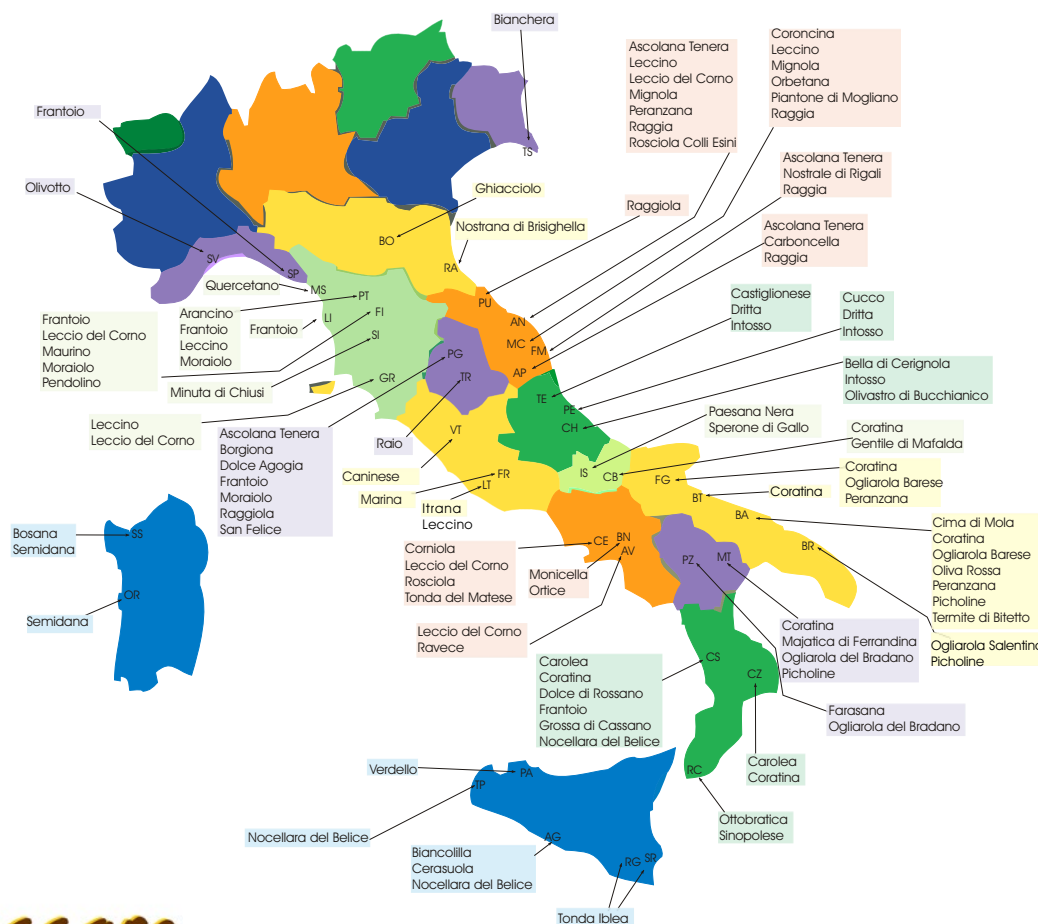 Bianchera
Ascolana Tenera
Leccino
Leccio del Corno
Mignola
Peranzana
Raggia
Rosciola Colli Esini
Coroncina
Leccino
Mignola
Orbetana
Piantone di Mogliano
Raggia
Frantoio
TS
Ascolana Tenera
Nostrale di Rigali
Raggia
Olivotto
Ghiacciolo
Raggiola
Nostrana di Brisighella
Ascolana Tenera
Carboncella
Raggia
BO
SV
SP
RA
Quercetano
MS
PT
PU
Castiglionese
Dritta
Intosso
Cucco
Dritta
Intosso
Arancino
Frantoio
Leccino
Moraiolo
FI
LI
Frantoio
SI
AN
MC
FM
AP
Frantoio
Leccio del Corno
Maurino
Moraiolo
Pendolino
PG
TR
GR
Minuta di Chiusi
Bella di Cerignola
Intosso
Olivastro di Bucchianico
TE
PE
CH
Leccino
Leccio del Corno
Paesana Nera
Sperone di Gallo
Ascolana Tenera
Borgiona
Dolce Agogia
Frantoio
Moraiolo
Raggiola
San Felice
Raio
VT
Coratina
Gentile di Mafalda
Caninese
FR
LT
Marina
IS
CB
FG
Coratina
Ogliarola Barese
Peranzana
BT
Coratina
Itrana
Leccino
BA
Cima di Mola
Coratina
Ogliarola Barese
Oliva Rossa
Peranzana
Picholine
Termite di Bitetto
Bosana
Semidana
SS
CE
BN
AV
BR
Corniola
Leccio del Corno
Rosciola
Tonda del Matese
Monicella
Ortice
PZ
MT
OR
Semidana
Leccio del Corno
Ravece
Coratina
Majatica di Ferrandina
Ogliarola del Bradano
Picholine
Ogliarola Salentina
Picholine
Carolea
Coratina
Dolce di Rossano
Frantoio
Grossa di Cassano
Nocellara del Belice
CS
CZ
Farasana
Ogliarola del Bradano
Verdello
PA
TP
RC
Carolea
Coratina
Nocellara del Belice
Ottobratica
Sinopolese
AG
Biancolilla
Cerasuola
Nocellara del Belice
RG
SR
Tonda Iblea